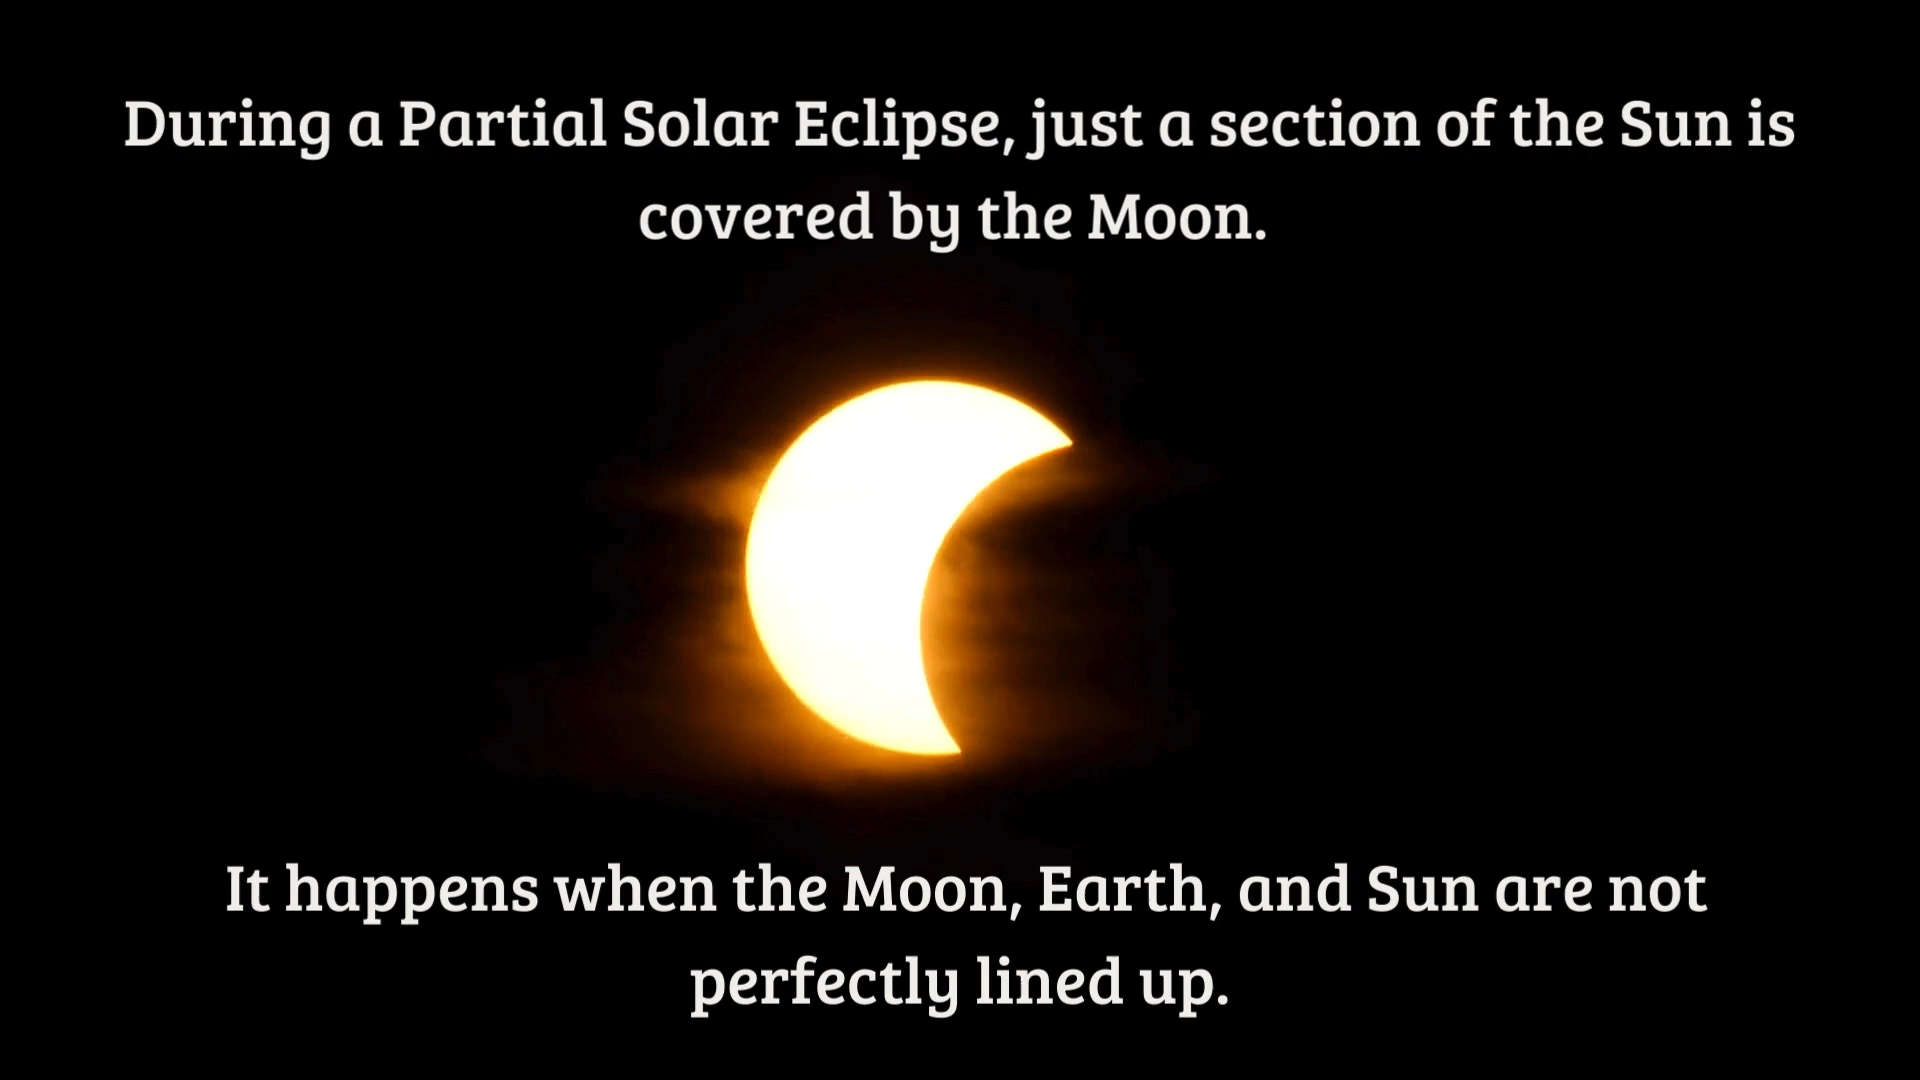 During a Partial Solar Eclipse, just a section of the Sun is
covered by the Moon.
It happens when the Moon, Earth, and Sun are not
perfectly lined up.